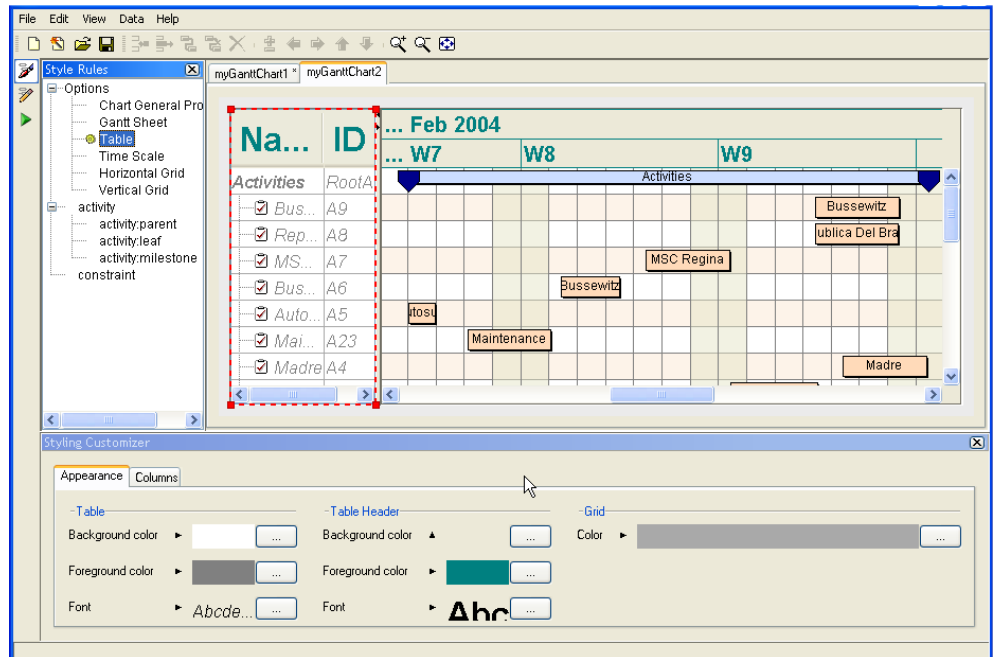 File Edit View Data Help
Style Rules
Options
Chart General Pro
Gantt Sheet
Table
Time Scale
Horizontal Grid
Vertical Grid
activity
activity:parent
activity:leaf
activity:milestone
constraint
myGanttChart1 * myGanttChart2
Na... ID
... Feb 2004
... W7 W8 W9
Activities RootA Activities
Bus... A9 Bussewitz
Rep... A8 ublica Del Bra
MS... A7 MSC Regina
Bus... A6 Bussewitz
Auto... A5 itosu
Mai... A23 Maintenance
Madre A4 Madre
Styling Customizer
Appearance Columns
Table Table Header Grid
Background color ... Background color ... Color ...
Foreground color ... Foreground color ...
Font Abcde... ... Font Abc ...